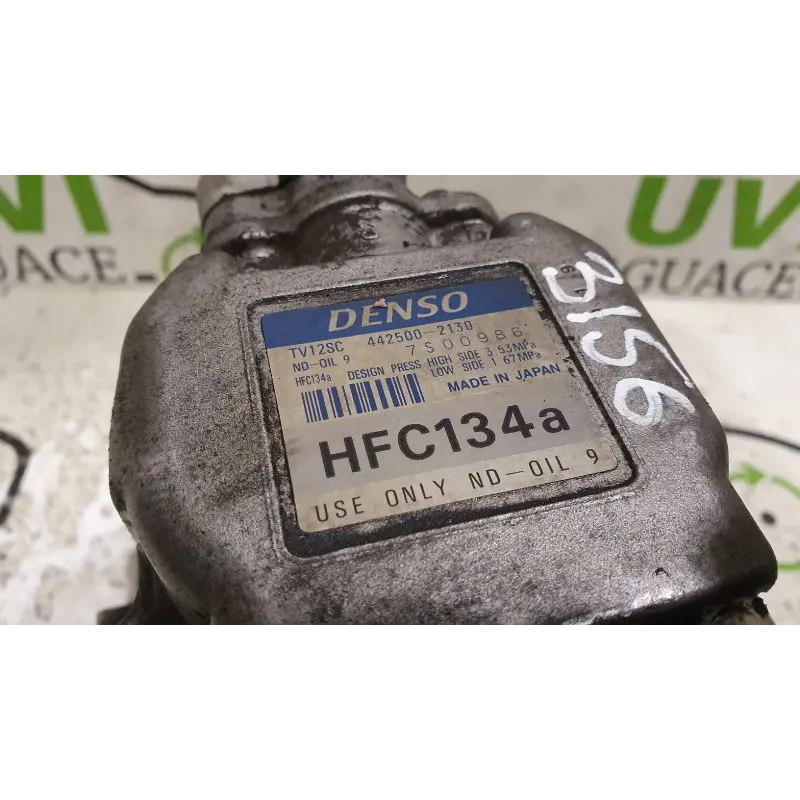 DENSO
TV12SC 442500-2130
ND-OIL 9 7S00986
HFC134a DESIGN PRESS HIGH SIDE 3 53MPa
LOW SIDE 1 67MPa
MADE IN JAPAN
HFC134a
USE ONLY ND-OIL 9
3156